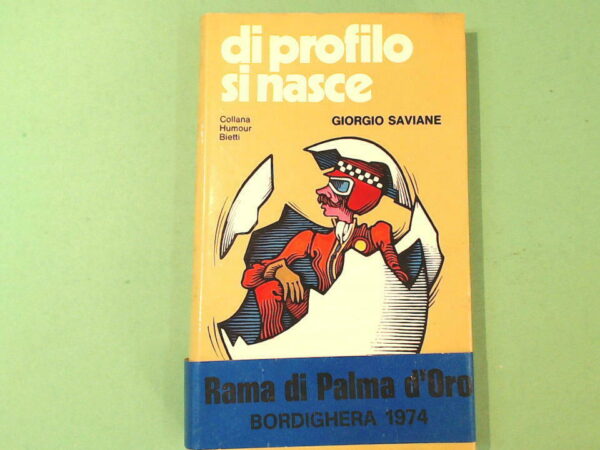 di profilo
si nasce
Collana
Humour
Bietti
GIORGIO SAVIANE
Rama di Palma d'Oro
BORDIGHERA 1974